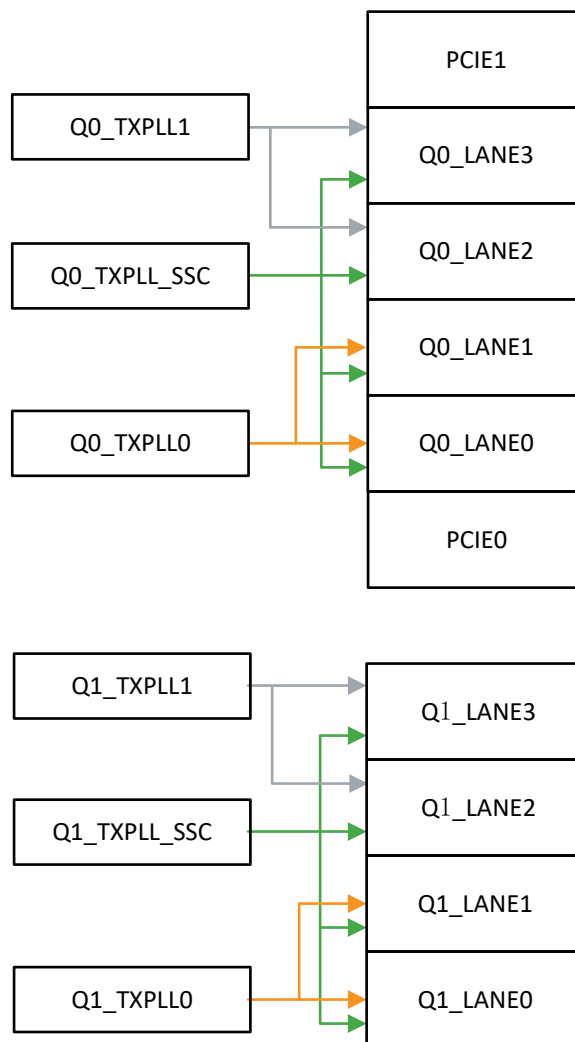 PCIE1
Q0_TXPLL1
Q0_LANE3
Q0_LANE2
Q0_TXPLL_SSC
Q0_LANE1
Q0_TXPLL0
Q0_LANE0
PCIE0
Q1_TXPLL1
Q1_LANE3
Q1_LANE2
Q1_TXPLL_SSC
Q1_LANE1
Q1_TXPLL0
Q1_LANE0